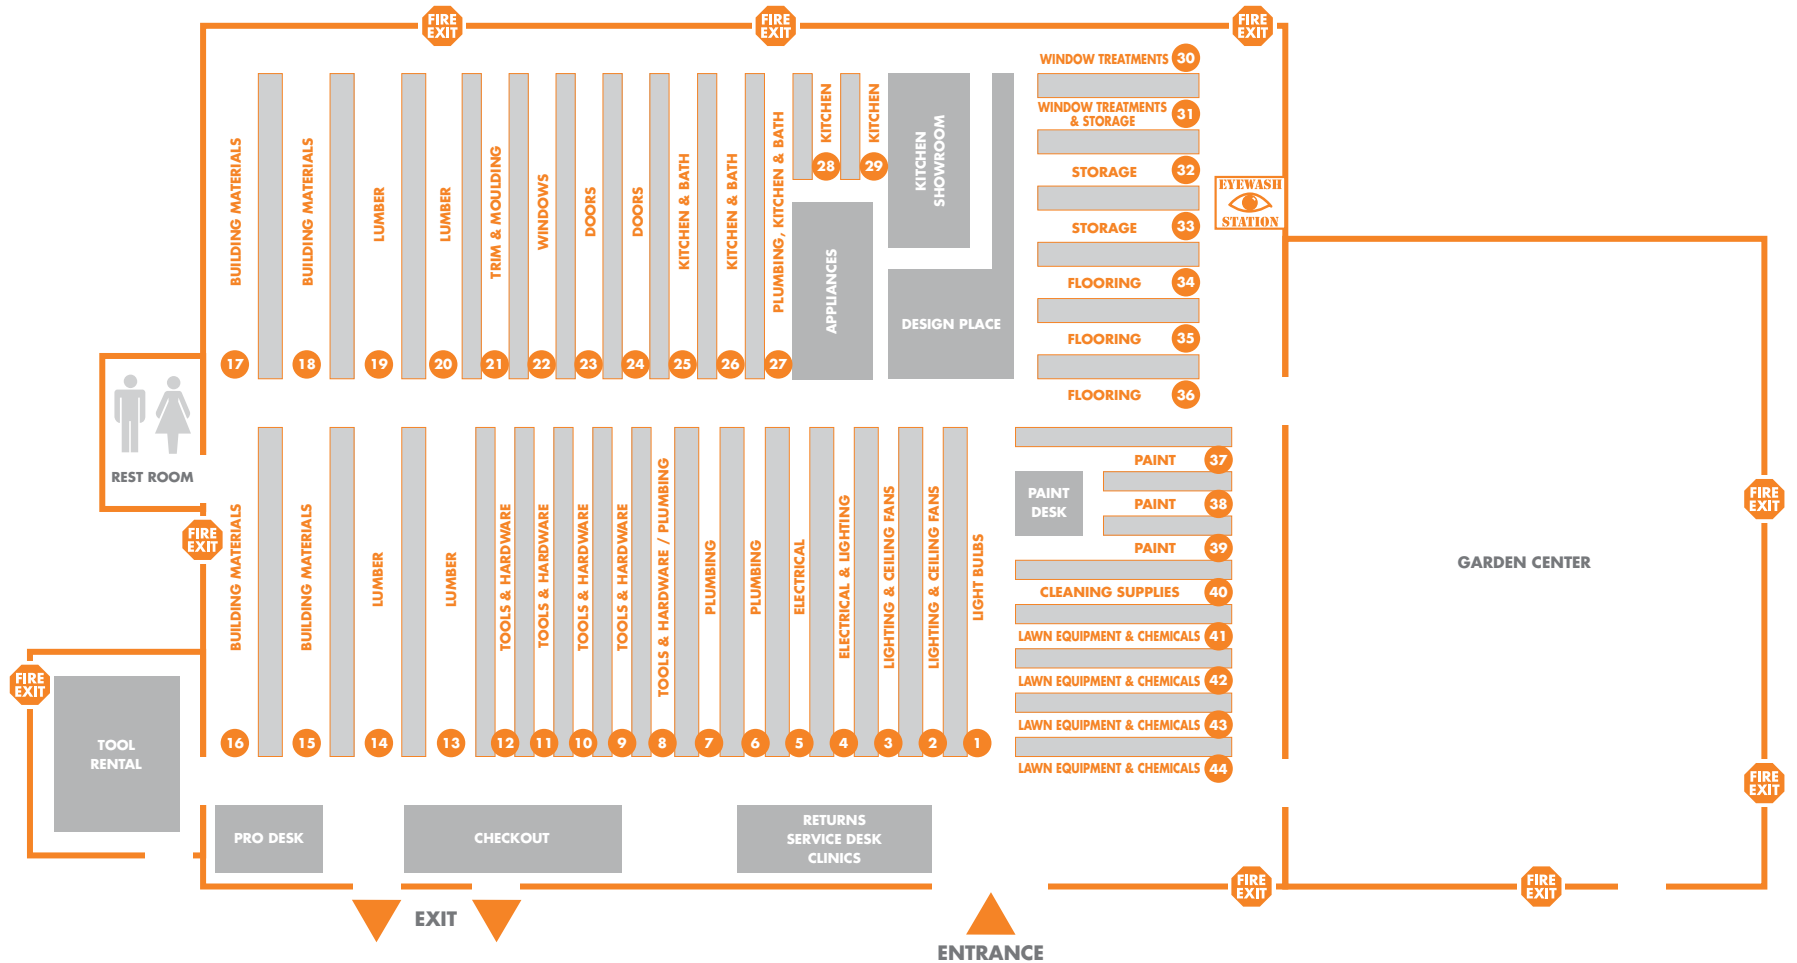 FIRE
EXIT
FIRE
EXIT
FIRE
EXIT
WINDOW TREATMENTS 30
WINDOW TREATMENTS
& STORAGE 31
STORAGE 32
STORAGE 33
FLOORING 34
FLOORING 35
FLOORING 36
EYEWASH
STATION
BUILDING MATERIALS 17
BUILDING MATERIALS 18
LUMBER 19
LUMBER 20
TRIM & MOULDING 21
WINDOWS 22
DOORS 23
DOORS 24
KITCHEN & BATH 25
KITCHEN & BATH 26
PLUMBING, KITCHEN & BATH 27
KITCHEN 28
KITCHEN 29
KITCHEN
SHOWROOM
APPLIANCES
DESIGN PLACE
REST ROOM
FIRE
EXIT
FIRE
EXIT
TOOL
RENTAL
BUILDING MATERIALS 16
BUILDING MATERIALS 15
LUMBER 14
LUMBER 13
TOOLS & HARDWARE 12
TOOLS & HARDWARE 11
TOOLS & HARDWARE 10
TOOLS & HARDWARE 9
TOOLS & HARDWARE / PLUMBING 8
PLUMBING 7
PLUMBING 6
ELECTRICAL 5
ELECTRICAL & LIGHTING 4
LIGHTING & CEILING FANS 3
LIGHTING & CEILING FANS 2
LIGHT BULBS 1
PAINT 37
PAINT
DESK
PAINT 38
PAINT 39
CLEANING SUPPLIES 40
LAWN EQUIPMENT & CHEMICALS 41
LAWN EQUIPMENT & CHEMICALS 42
LAWN EQUIPMENT & CHEMICALS 43
LAWN EQUIPMENT & CHEMICALS 44
GARDEN CENTER
FIRE
EXIT
FIRE
EXIT
PRO DESK
CHECKOUT
RETURNS
SERVICE DESK
CLINICS
FIRE
EXIT
FIRE
EXIT
EXIT
ENTRANCE